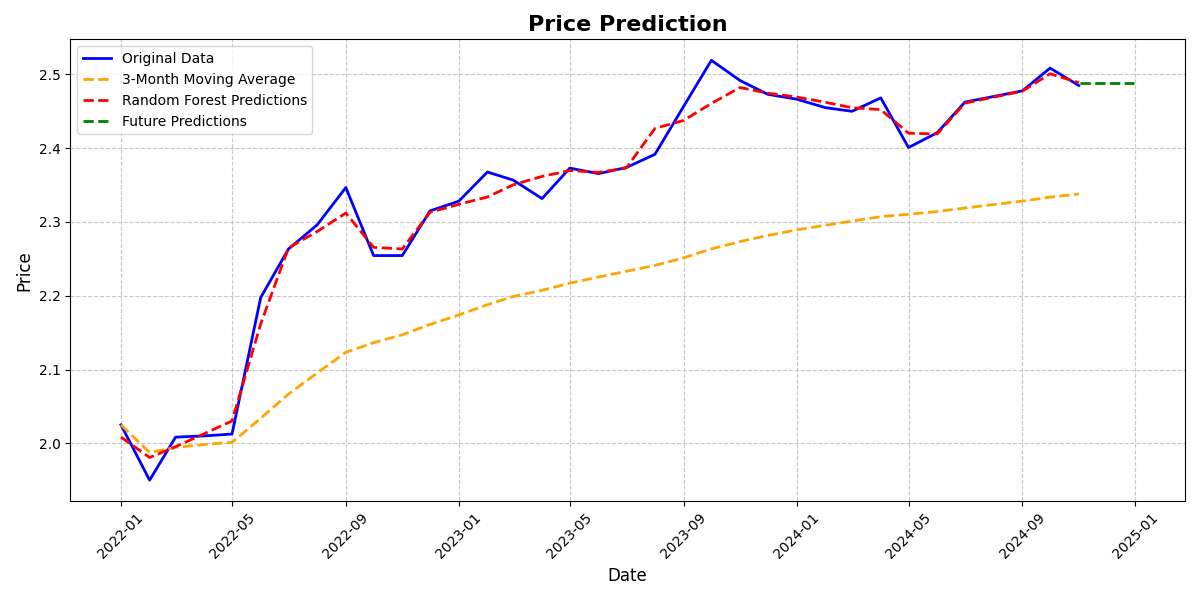 Price Prediction
Original Data
3-Month Moving Average
Random Forest Predictions
Future Predictions
Price
2.5
2.4
2.3
2.2
2.1
2.0
2022-01
2022-05
2022-09
2023-01
2023-05
2023-09
2024-01
2024-05
2024-09
2025-01
Date